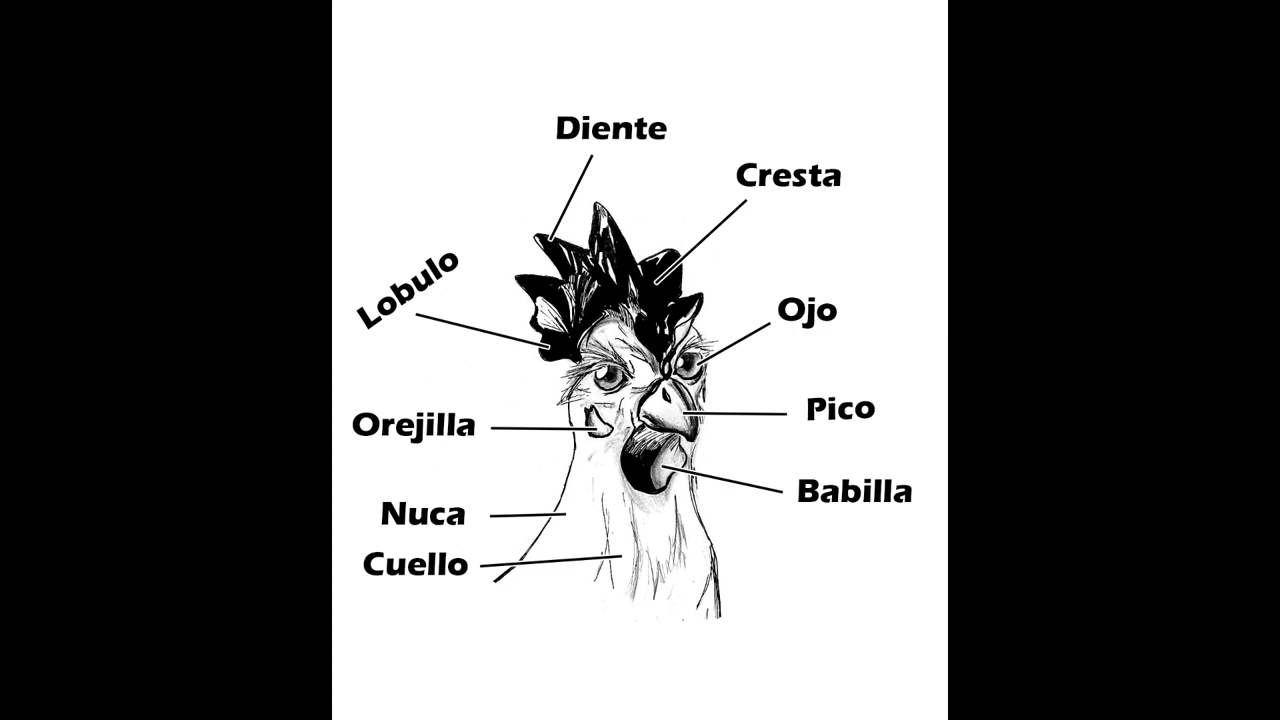 Diente
Cresta
Lobulo
Ojo
Pico
Orejilla
Babilla
Nuca
Cuello